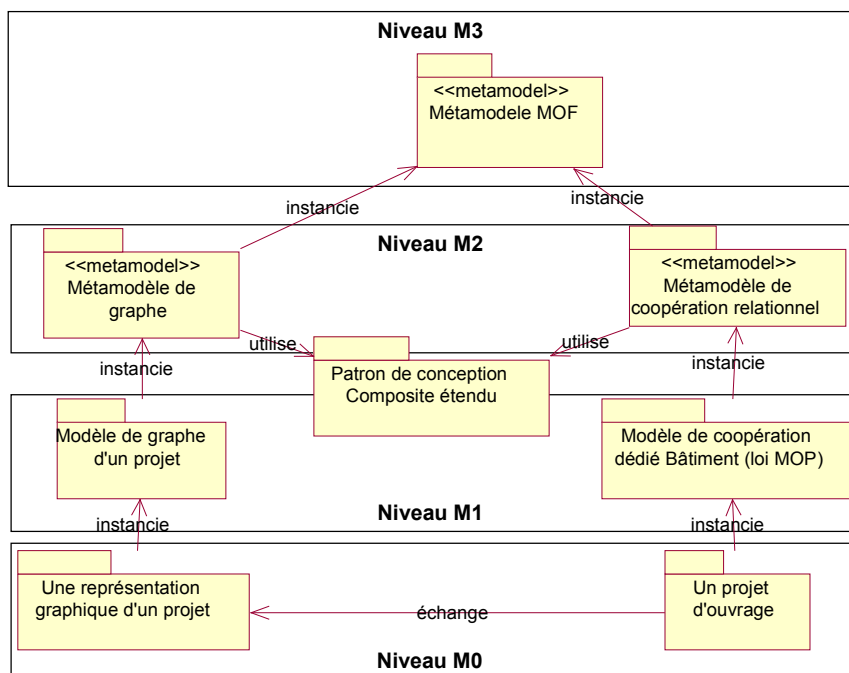 Niveau M3
<<metamodel>>
Métamodele MOF
instancie
instancie
Niveau M2
<<metamodel>>
Métamodèle de
graphe
<<metamodel>>
Métamodèle de
coopération relationnel
utilise
utilise
instancie
instancie
Patron de conception
Composite étendu
Modèle de graphe
d'un projet
Modèle de coopération
dédié Bâtiment (loi MOP)
Niveau M1
instancie
instancie
Une représentation
graphique d'un projet
échange
Un projet
d'ouvrage
Niveau M0